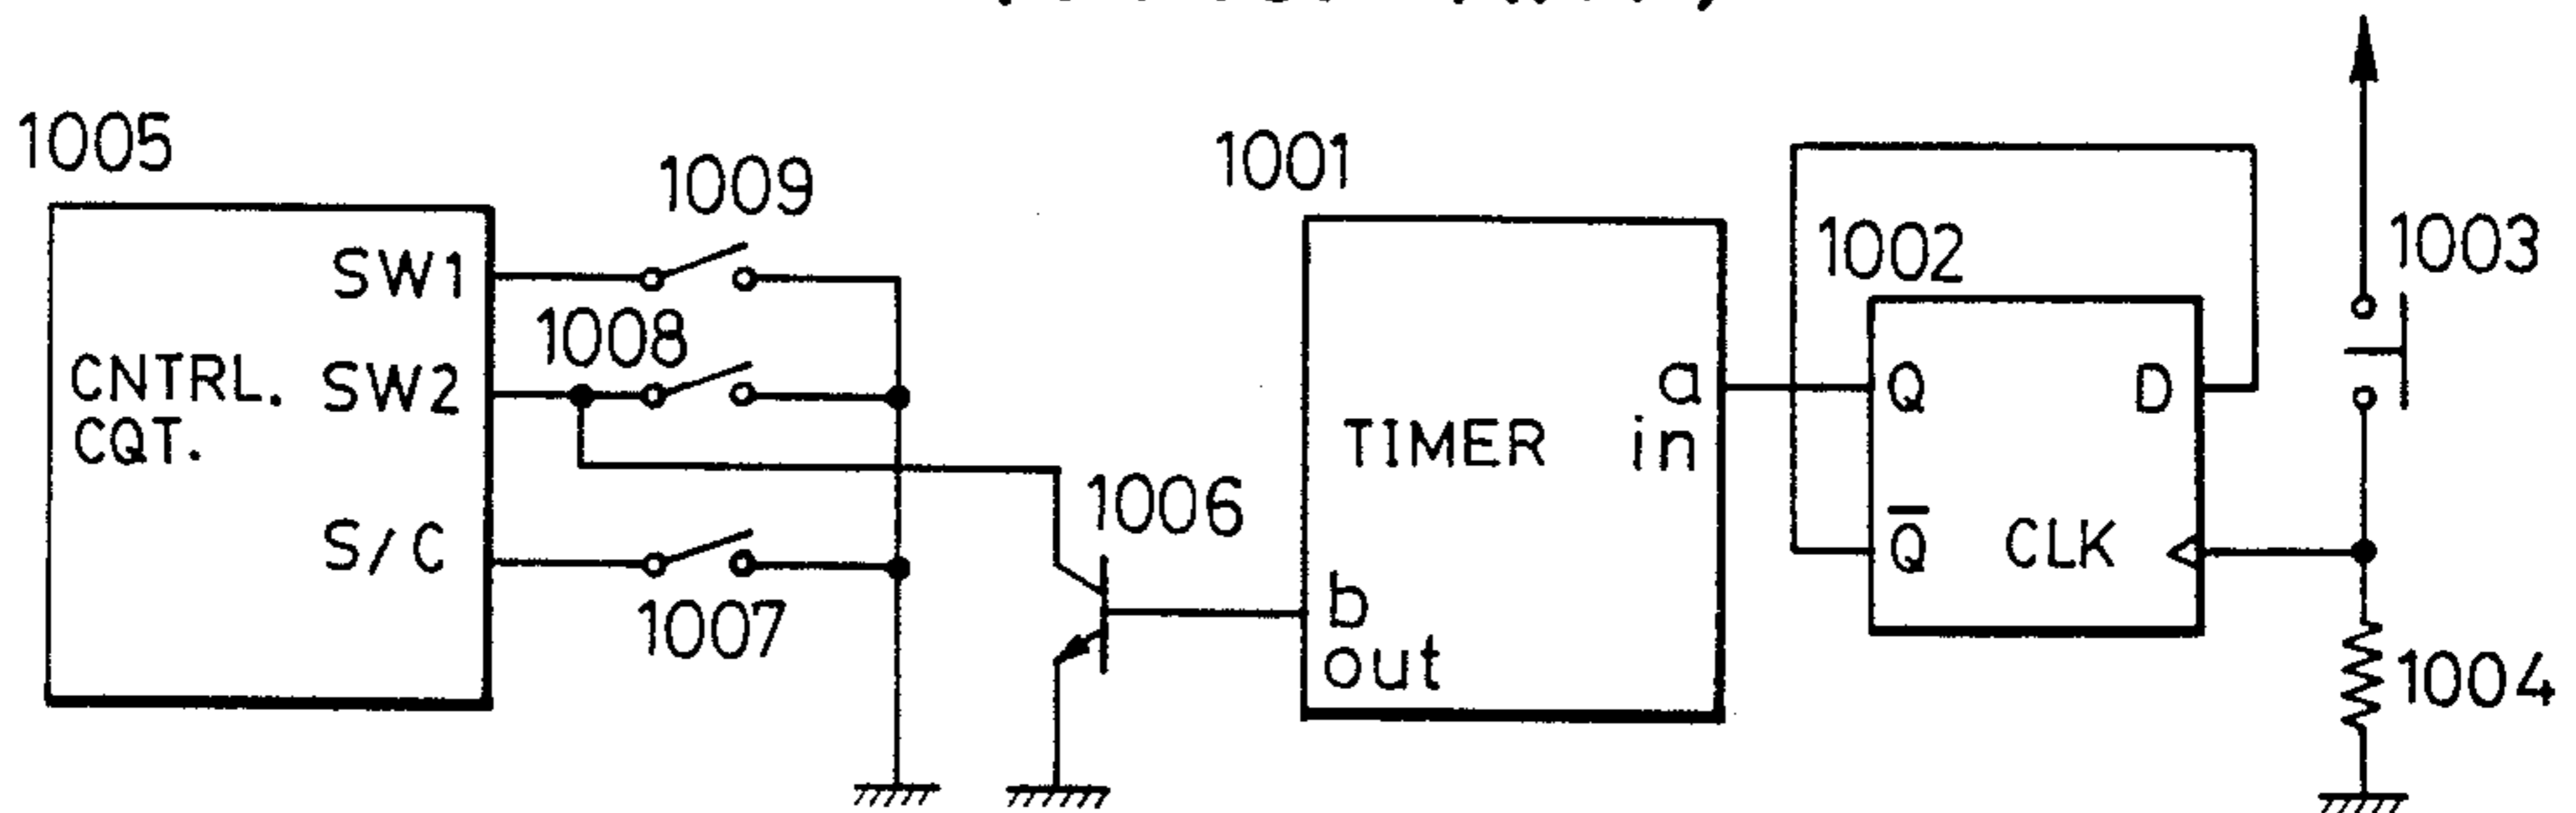 1005
1009
1001
1002
1003
SW1
1008
CNTRL.
CQT.
SW2
a
in
TIMER
Q
D
Q̅
CLK
1006
S/C
1007
b
out
1004